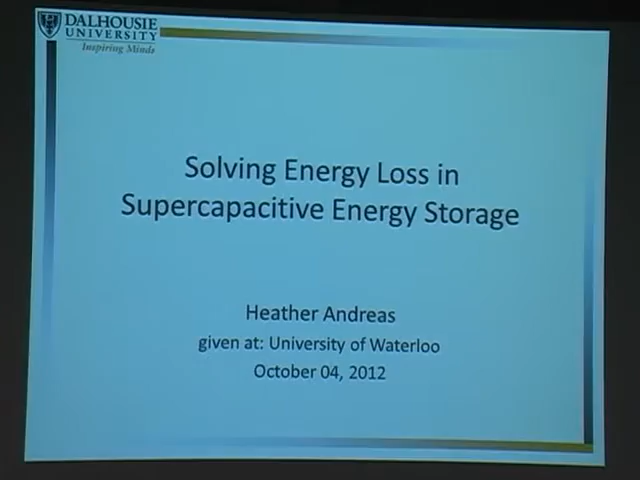 DALHOUSIE
UNIVERSITY
Inspiring Minds
Solving Energy Loss in
Supercapacitive Energy Storage
Heather Andreas
given at: University of Waterloo
October 04, 2012